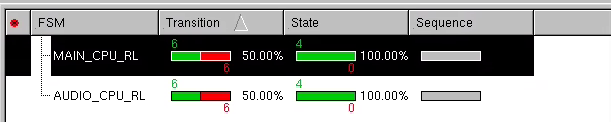 FSM Transition State Sequence
6 4
MAIN_CPU_RL 50.00% 100.00%
6 0
6 4
AUDIO_CPU_RL 50.00% 100.00%
6 0